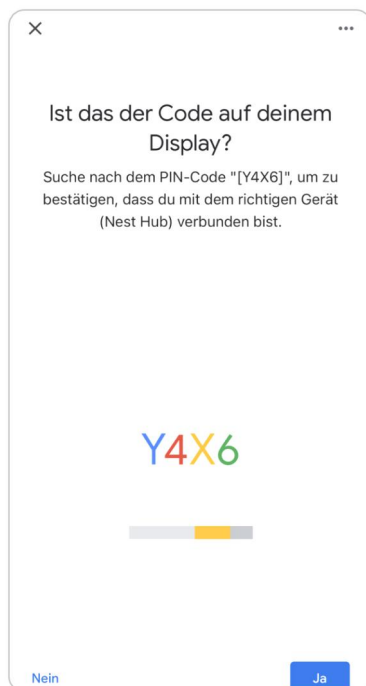 Ist das der Code auf deinem
Display?
Suche nach dem PIN-Code "[Y4X6]", um zu
bestätigen, dass du mit dem richtigen Gerät
(Nest Hub) verbunden bist.
Y4X6
Nein
Ja